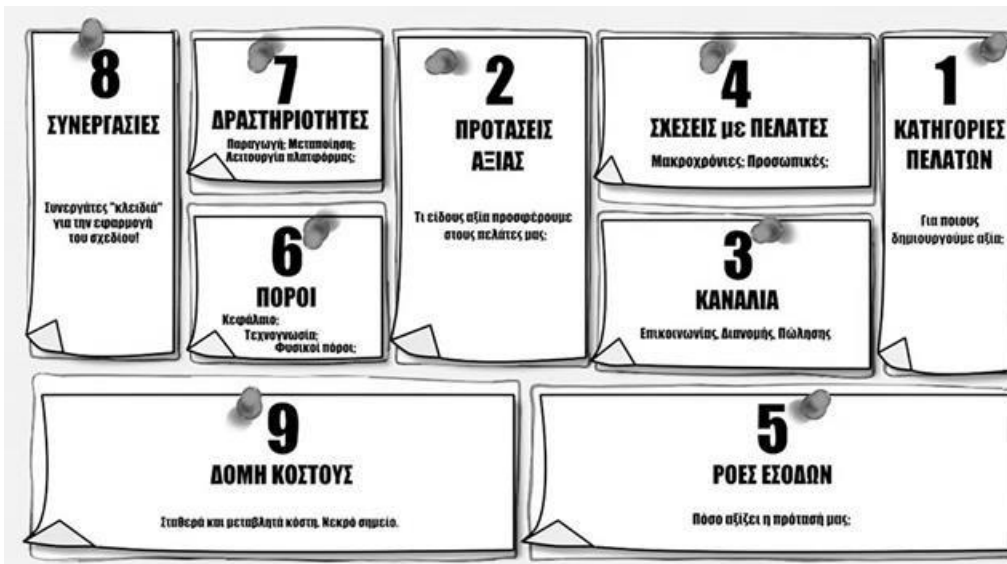 8
ΣΥΝΕΡΓΑΣΙΕΣ
Συνεργάτες "κλειδιά"
για την εφαρμογή
του σχεδίου!
7
ΔΡΑΣΤΗΡΙΟΤΗΤΕΣ
Παραγωγή; Μεταποίηση;
Λειτουργία πλατφόρμας;
6
ΠΟΡΟΙ
Κεφάλαιο;
Τεχνογνωσία;
Φυσικοί πόροι;
2
ΠΡΟΤΑΣΕΙΣ
ΑΞΙΑΣ
Τι είδους αξία προσφέρουμε
στους πελάτες μας;
4
ΣΧΕΣΕΙΣ με ΠΕΛΑΤΕΣ
Μακροχρόνιες; Προσωπικές;
3
ΚΑΝΑΛΙΑ
Επικοινωνίας, Διανομής, Πώλησης
1
ΚΑΤΗΓΟΡΙΕΣ
ΠΕΛΑΤΩΝ
Για ποιους
δημιουργούμε αξία;
9
ΔΟΜΗ ΚΟΣΤΟΥΣ
Σταθερά και μεταβλητά κόστη. Νεκρό σημείο.
5
ΡΟΕΣ ΕΣΟΔΩΝ
Πόσο αξίζει η πρότασή μας;